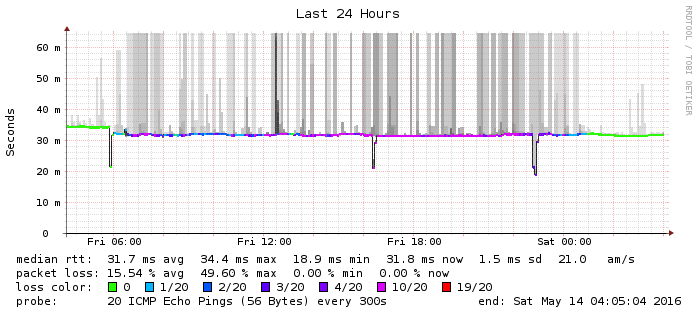 Last 24 Hours
RRDTOOL / TOBI OETIKER
Seconds
60 m
50 m
40 m
30 m
20 m
10 m
0
Fri 06:00 Fri 12:00 Fri 18:00 Sat 00:00
median rtt: 31.7 ms avg 34.4 ms max 18.9 ms min 31.8 ms now 1.5 ms sd 21.0 am/s
packet loss: 15.54 % avg 49.60 % max 0.00 % min 0.00 % now
loss color: 0 1/20 2/20 3/20 4/20 10/20 19/20
probe: 20 ICMP Echo Pings (56 Bytes) every 300s end: Sat May 14 04:05:04 2016